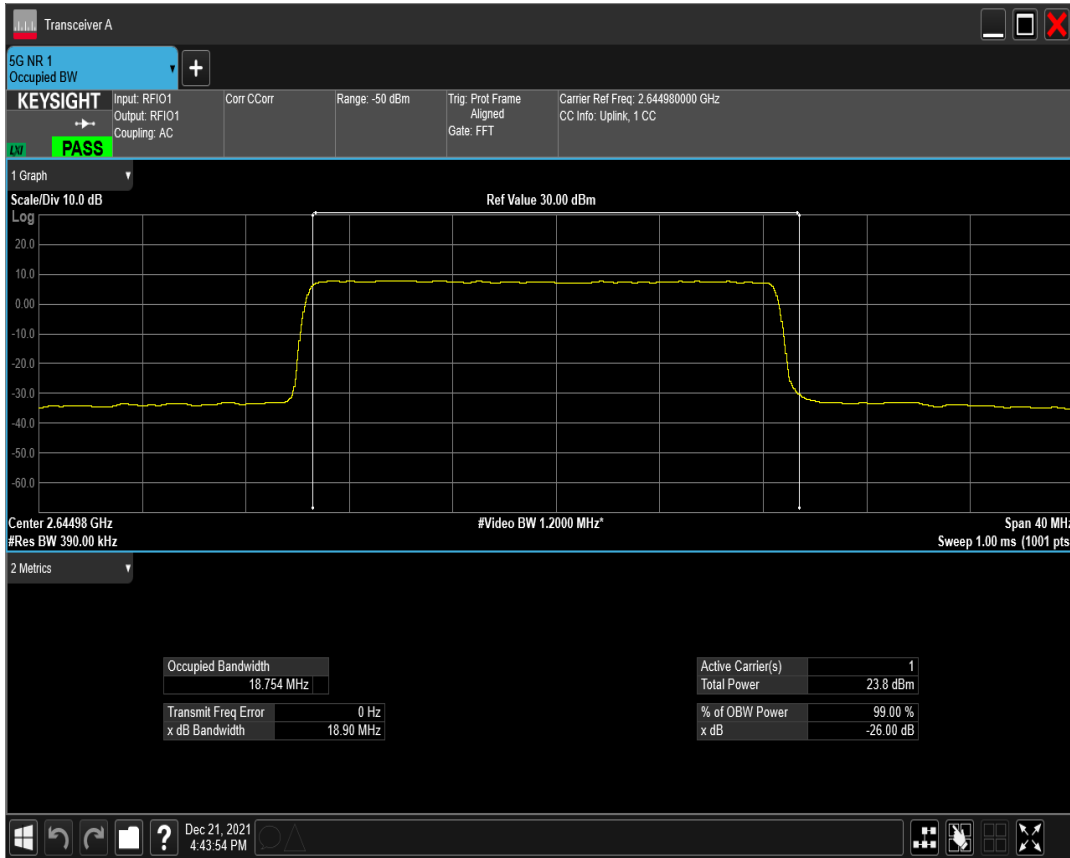 Transceiver A
5G NR 1
Occupied BW
+
KEYSIGHT
Input: RFIO1
Output: RFIO1
Coupling: AC
Corr CCorr
Range: -50 dBm
Trig: Prot Frame
Aligned
Gate: FFT
Carrier Ref Freq: 2.644980000 GHz
CC Info: Uplink, 1 CC
LXI
PASS
1 Graph
Scale/Div 10.0 dB
Ref Value 30.00 dBm
Log
20.0
10.0
0.00
-10.0
-20.0
-30.0
-40.0
-50.0
-60.0
Center 2.64498 GHz
#Video BW 1.2000 MHz*
Span 40 MHz
#Res BW 390.00 kHz
Sweep 1.00 ms (1001 pts
2 Metrics
Occupied Bandwidth
18.754 MHz
Transmit Freq Error 0 Hz
x dB Bandwidth 18.90 MHz
Active Carrier(s) 1
Total Power 23.8 dBm
% of OBW Power 99.00 %
x dB -26.00 dB
?
Dec 21, 2021
4:43:54 PM